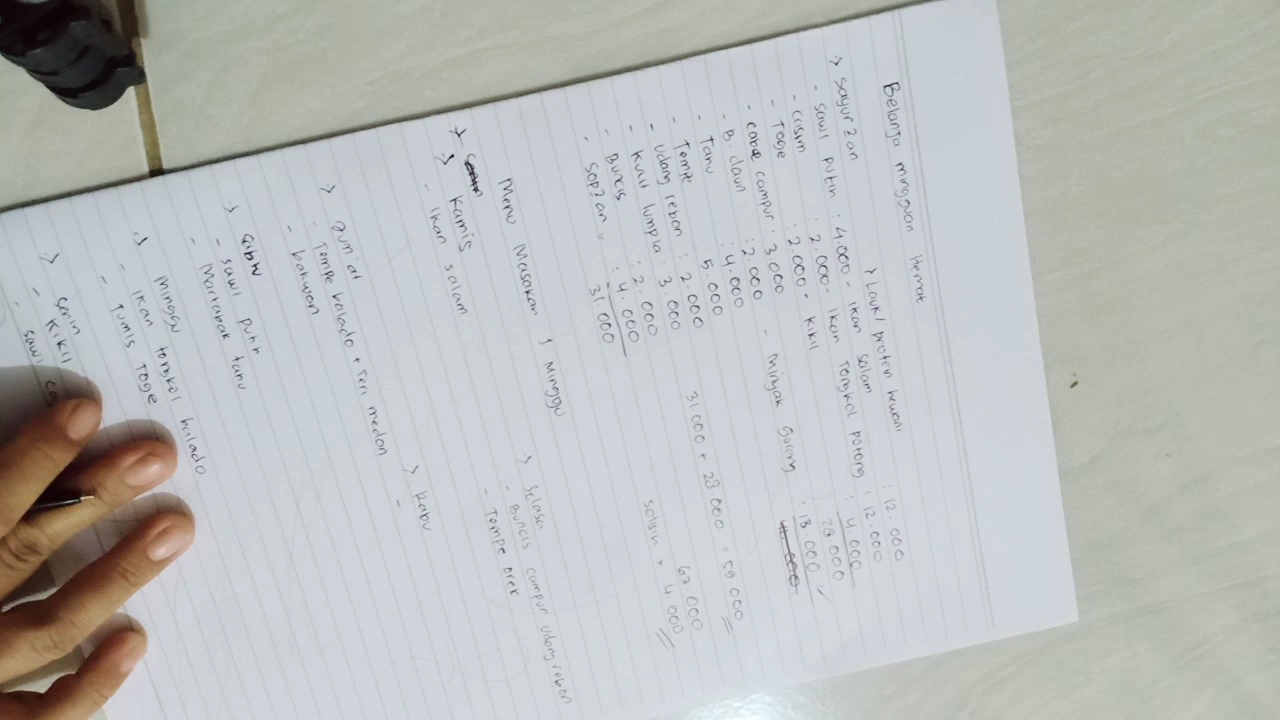 Belanja mingguan Hemat
> Sayur2an
- Sawi putih : 4.000
- Caisim : 2.000
- Toge : 2.000
- cabe campur : 3.000
- B. daun : 2.000
- Tahu : 4.000
- Tempe : 5.000
- Udang rebon : 2.000
- Kulit lumpia : 3.000
- Buncis : 2.000
- Sop2an : 4.000
31.000
> Lauk/protein hewani
- Ikan salam : 12.000
- Ikan Tongkol potong : 12.000
- Kikil : 4.000
28.000
- Minyak goreng : 13.000
31.000 + 28.000 = 59.000
63.000
4.000
Menu Masakan 1 Minggu
> Kamis
- Ikan salam
> Jum'at
- Tempe balado + Teri medan
- bakwan
> Sabtu
- Sawi putih
- Martabak tahu
> Minggu
- Ikan tongkol balado
- Tumis Toge
> Senin
- Kikil
- Sawi
> Selasa
- Buncis campur udang rebon
- Tempe orek
> Rabu
-